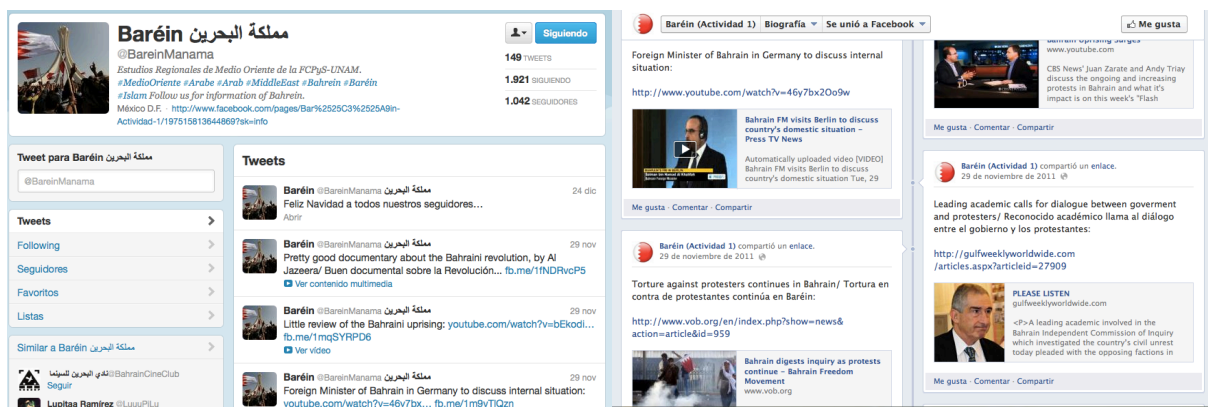 Baréin مملكة البحرين
@BareinManama
Estudios Regionales de Medio Oriente de la FCPyS-UNAM.
#MedioOriente #Arabe #Arab #MiddleEast #Bahrein #Baréin
#Islam Follow us for information of Bahrein.
México D.F. · http://www.facebook.com/pages/Bar%25C3%2525A9in-
Actividad-1/197515813644869?sk=info
Siguiendo
149 TWEETS
1.921 SIGUIENDO
1.042 SEGUIDORES
Tweet para Baréin مملكة البحرين
@BareinManama
Tweets
Following
Seguidores
Favoritos
Listas
Similar a Baréin مملكة البحرين
نادي البحرين للسينما @BahrainCineClub
Seguir
Lupitaa Ramírez @LuuuPiLu
Tweets
Baréin مملكة البحرين @BareinManama 24 dic
Feliz Navidad a todos nuestros seguidores...
Abrir
Baréin مملكة البحرين @BareinManama 29 nov
Pretty good documentary about the Bahraini revolution, by Al
Jazeera/ Buen documental sobre la Revolución... fb.me/1fNDRvcP5
Ver contenido multimedia
Baréin مملكة البحرين @BareinManama 29 nov
Little review of the Bahraini uprising: youtube.com/watch?v=bEkodi...
fb.me/1mqSYRPD6
Ver vídeo
Baréin مملكة البحرين @BareinManama 29 nov
Foreign Minister of Bahrain in Germany to discuss internal situation:
youtube.com/watch?v=46y7bx... fb.me/1m9vTlQzn
Baréin (Actividad 1) Biografía Se unió a Facebook
Me gusta
Foreign Minister of Bahrain in Germany to discuss internal
situation:
http://www.youtube.com/watch?v=46y7bx2Oo9w
Bahrain FM visits Berlin to discuss
country's domestic situation –
Press TV News
Automatically uploaded video [VIDEO]
Bahrain FM visits Berlin to discuss
country's domestic situation Tue, 29
Me gusta · Comentar · Compartir
Baréin (Actividad 1) compartió un enlace.
29 de noviembre de 2011
Torture against protesters continues in Bahrain/ Tortura en
contra de protestantes continúa en Baréin:
http://www.vob.org/en/index.php?show=news&
action=article&id=959
Bahrain digests inquiry as protests
continue – Bahrain Freedom
Movement
www.vob.org
Bahrain Uprising Surges
www.youtube.com
CBS News' Juan Zarate and Andy Triay
discuss the ongoing and increasing
protests in Bahrain and what it's
impact is on this week's "Flash
Me gusta · Comentar · Compartir
Baréin (Actividad 1) compartió un enlace.
29 de noviembre de 2011
Leading academic calls for dialogue between goverment
and protesters/ Reconocido académico llama al diálogo
entre el gobierno y los protestantes:
http://gulfweeklyworldwide.com
/articles.aspx?articleid=27909
PLEASE LISTEN
gulfweeklyworldwide.com
<P>A leading academic involved in the
Bahrain Independent Commission of Inquiry
which investigated the country's civil unrest
today pleaded with the opposing factions in
Me gusta · Comentar · Compartir